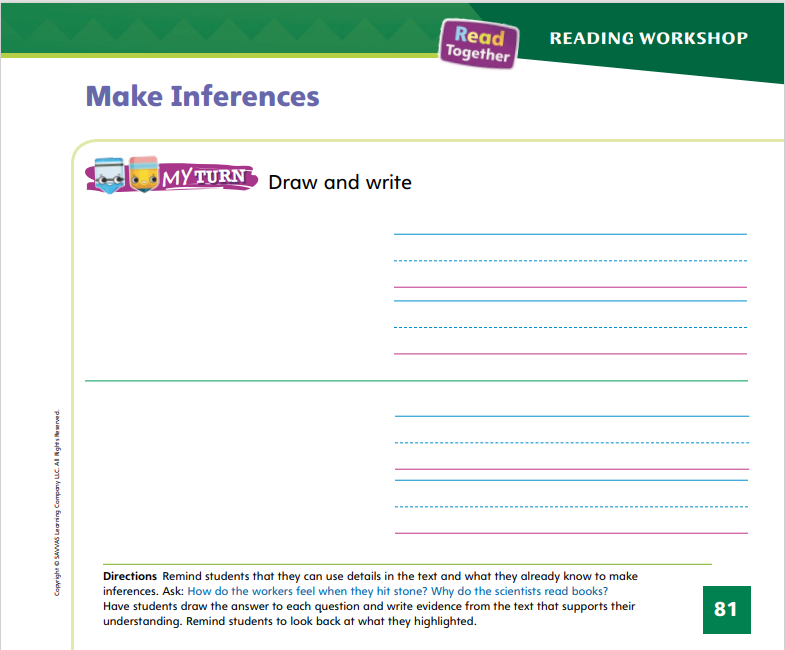 Read
Together
READING WORKSHOP
Make Inferences
MY TURN Draw and write
Copyright © SAVVAS Learning Company LLC. All Rights Reserved.
Directions Remind students that they can use details in the text and what they already know to make
inferences. Ask: How do the workers feel when they hit stone? Why do the scientists read books?
Have students draw the answer to each question and write evidence from the text that supports their
understanding. Remind students to look back at what they highlighted.
81